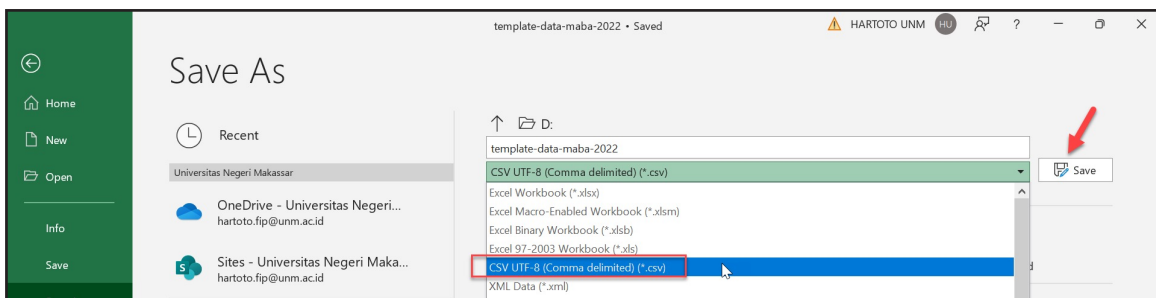 template-data-maba-2022 • Saved
HARTOTO UNM
HU
?
Save As
Home
New
Open
Info
Save
Recent
Universitas Negeri Makassar
OneDrive - Universitas Negeri...
hartoto.fip@unm.ac.id
S
Sites - Universitas Negeri Maka...
hartoto.fip@unm.ac.id
D:
template-data-maba-2022
CSV UTF-8 (Comma delimited) (*.csv)
Save
Excel Workbook (*.xlsx)
Excel Macro-Enabled Workbook (*.xlsm)
Excel Binary Workbook (*.xlsb)
Excel 97-2003 Workbook (*.xls)
CSV UTF-8 (Comma delimited) (*.csv)
XML Data (*.xml)